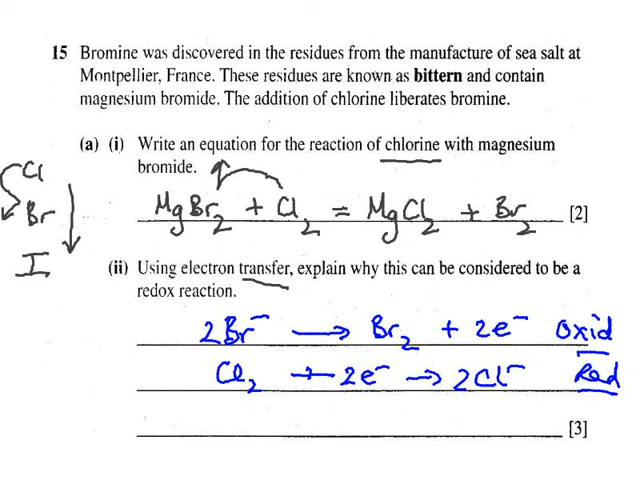 15 Bromine was discovered in the residues from the manufacture of sea salt at
Montpellier, France. These residues are known as bittern and contain
magnesium bromide. The addition of chlorine liberates bromine.
(a) (i) Write an equation for the reaction of chlorine with magnesium
bromide.
Cl
Br
I
MgBr₂ + Cl₂ = MgCl₂ + Br₂ [2]
(ii) Using electron transfer, explain why this can be considered to be a
redox reaction.
2Br⁻ → Br₂ + 2e⁻ Oxid
Cl₂ + 2e⁻ → 2Cl⁻ Red
[3]